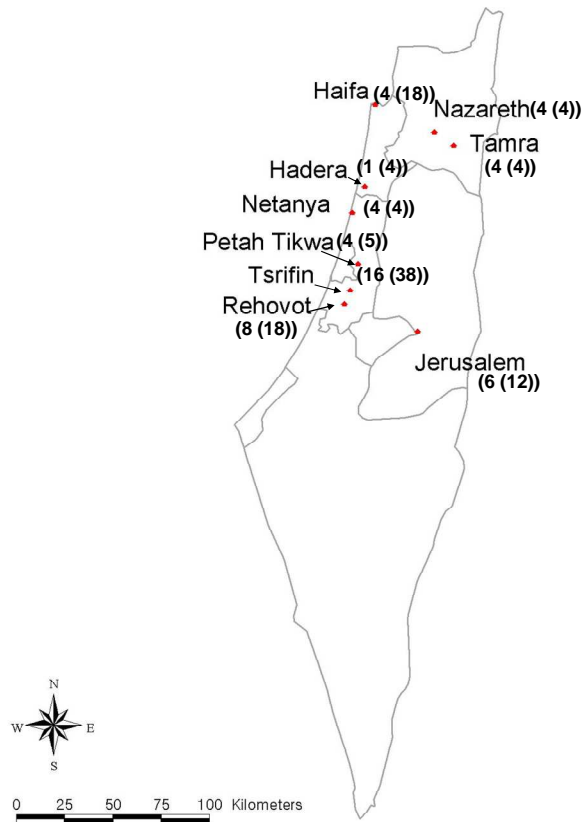 Haifa (4 (18))
Nazareth(4 (4))
Tamra
(4 (4))
Hadera (1 (4))
Netanya (4 (4))
Petah Tikwa(4 (5))
Tsrifin (16 (38))
Rehovot
(8 (18))
Jerusalem
(6 (12))
N
W E
S
0 25 50 75 100 Kilometers